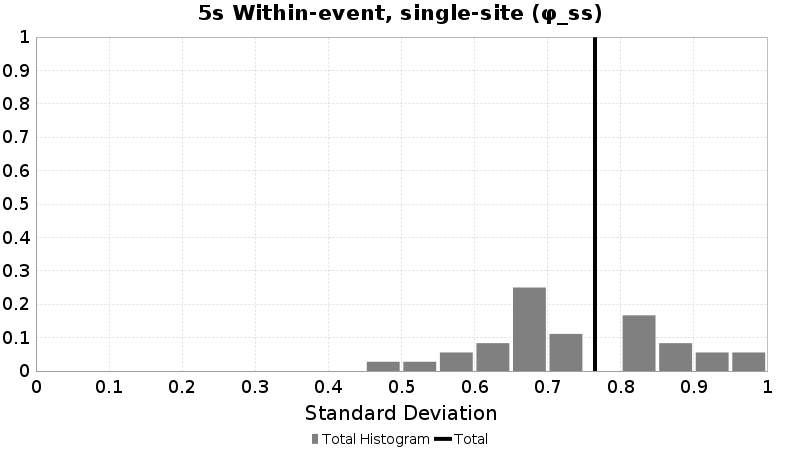 5s Within-event, single-site (φ_ss)
1
0.9
0.8
0.7
0.6
0.5
0.4
0.3
0.2
0.1
0
0 0.1 0.2 0.3 0.4 0.5 0.6 0.7 0.8 0.9 1
Standard Deviation
Total Histogram Total